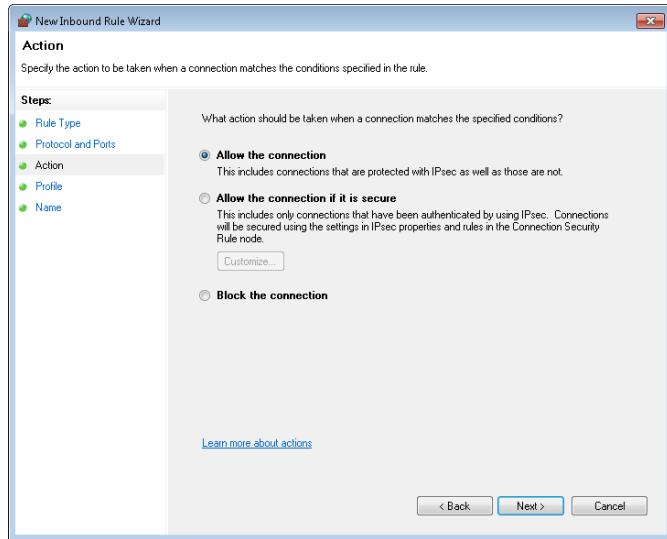 New Inbound Rule Wizard
Action
Specify the action to be taken when a connection matches the conditions specified in the rule.
Steps:
Rule Type
Protocol and Ports
Action
Profile
Name
What action should be taken when a connection matches the specified conditions?
Allow the connection
This includes connections that are protected with IPsec as well as those are not.
Allow the connection if it is secure
This includes only connections that have been authenticated by using IPsec. Connections
will be secured using the settings in IPsec properties and rules in the Connection Security
Rule node.
Customize...
Block the connection
Learn more about actions
< Back
Next >
Cancel